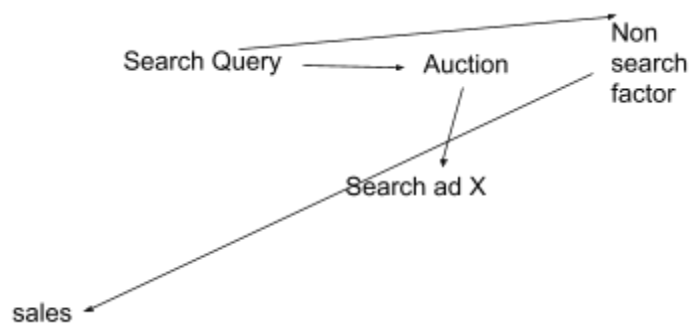 Search Query
Auction
Non
search
factor
Search ad X
sales